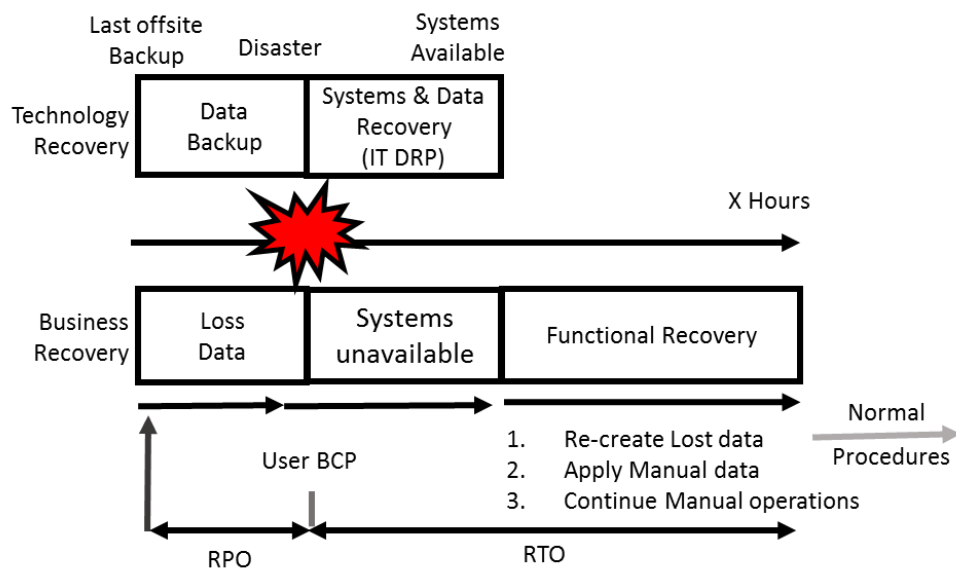 Last offsite
Backup
Disaster
Systems
Available
Technology
Recovery
Data
Backup
Systems & Data
Recovery
(IT DRP)
X Hours
Business
Recovery
Loss
Data
Systems
unavailable
Functional Recovery
1. Re-create Lost data
2. Apply Manual data
3. Continue Manual operations
Normal
Procedures
User BCP
RPO
RTO